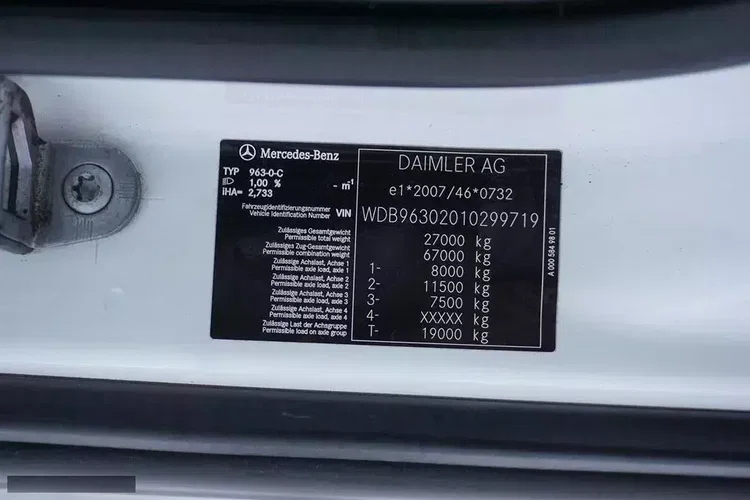 Mercedes-Benz
TYP 963-0-C
1,00 % - m-1
iHA= 2,733
Fahrzeugidentifizierungsnummer
Vehicle Identification Number VIN
Zulässiges Gesamtgewicht
Permissible total weight
Zulässiges Zug-Gesamtgewicht
Permissible combination weight
Zulässige Achslast, Achse 1
Permissible axle load, axle 1
Zulässige Achslast, Achse 2
Permissible axle load, axle 2
Zulässige Achslast, Achse 3
Permissible axle load, axle 3
Zulässige Achslast, Achse 4
Permissible axle load, axle 4
Zulässige Last der Achsgruppe
Permissible load on axle group
DAIMLER AG
e1*2007/46*0732
WDB96302010299719
27000 kg
67000 kg
1- 8000 kg
2- 11500 kg
3- 7500 kg
4- XXXXX kg
T- 19000 kg
A 000 584 98 01